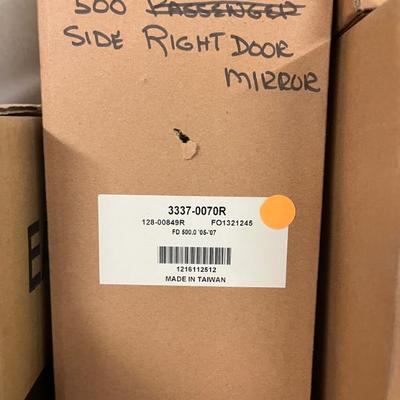 500 PASSENGER
SIDE RIGHT DOOR
MIRROR
3337-0070R
128-00849R FO1321245
FD 500,0 '05-'07
1216112512
MADE IN TAIWAN
E